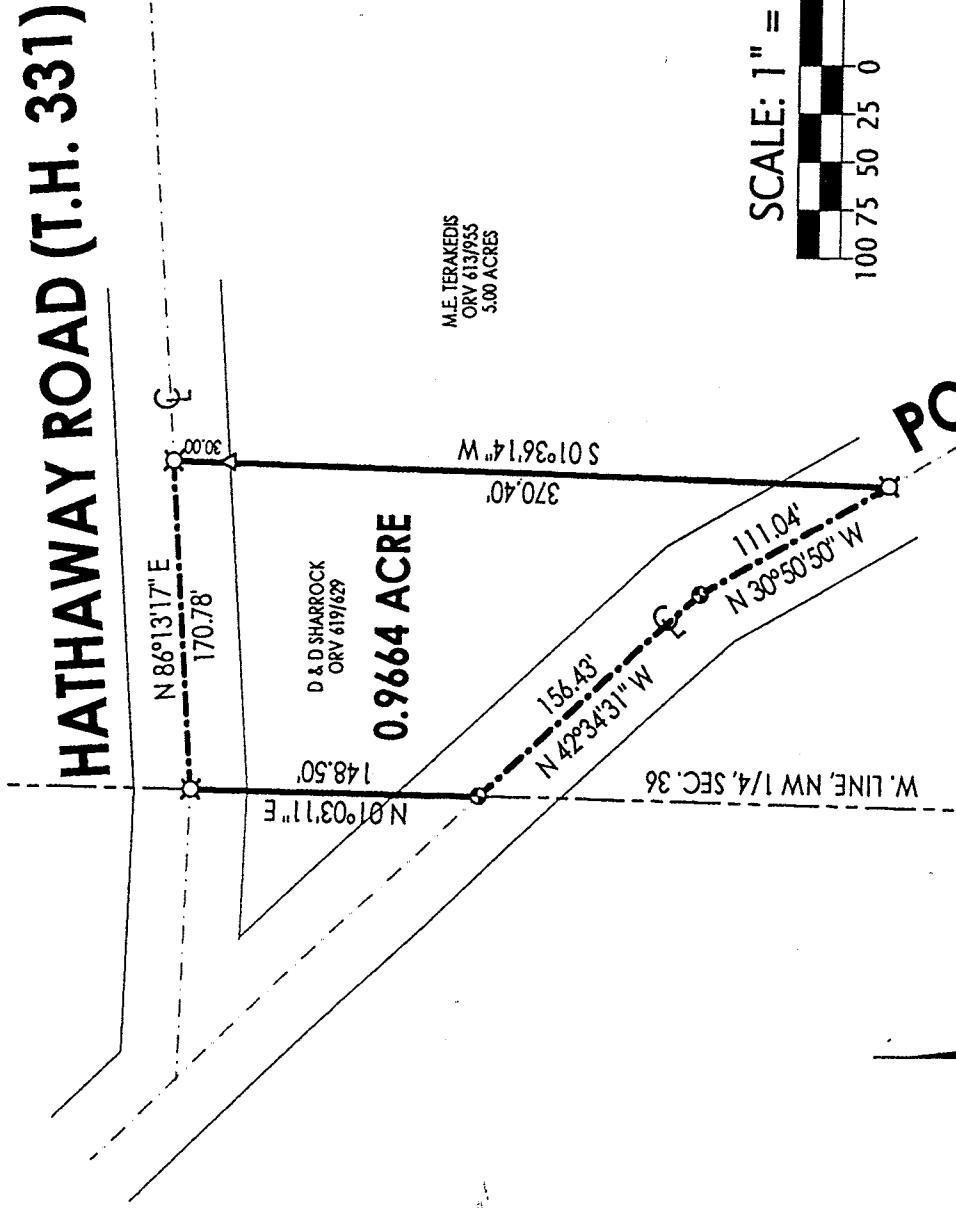 HATHAWAY ROAD (T.H. 331)
SCALE: 1" =
100 75 50 25 0
M.E. TERAKEDIS
ORV 613/955
5.00 ACRES
CL
30.00'
N 86°13'17" E
170.78'
S 01°36'14" W
370.40'
D & D SHARROCK
ORV 619/629
0.9664 ACRE
148.50'
N 01°03'11" E
156.43'
N 42°34'31" W
CL
111.04'
N 30°50'50" W
PO
W. LINE, NW 1/4, SEC. 36